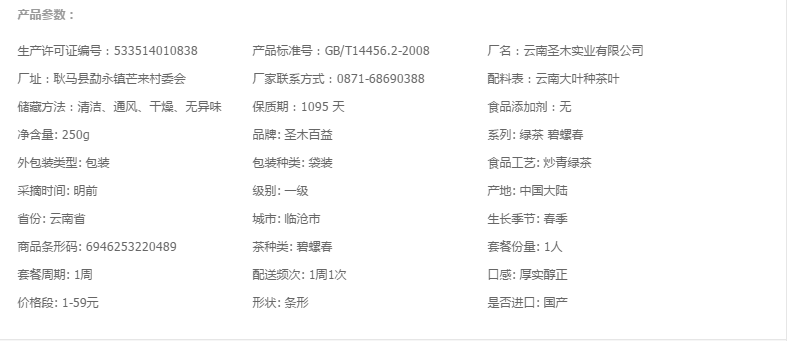 产品参数：
生产许可证编号：533514010838 产品标准号：GB/T14456.2-2008 厂名：云南圣木实业有限公司
厂址：耿马县勐永镇芒来村委会 厂家联系方式：0871-68690388 配料表：云南大叶种茶叶
储藏方法：清洁、通风、干燥、无异味 保质期：1095 天 食品添加剂：无
净含量: 250g 品牌: 圣木百益 系列: 绿茶 碧螺春
外包装类型: 包装 包装种类: 袋装 食品工艺: 炒青绿茶
采摘时间: 明前 级别: 一级 产地: 中国大陆
省份: 云南省 城市: 临沧市 生长季节: 春季
商品条形码: 6946253220489 茶种类: 碧螺春 套餐份量: 1人
套餐周期: 1周 配送频次: 1周1次 口感: 厚实醇正
价格段: 1-59元 形状: 条形 是否进口: 国产